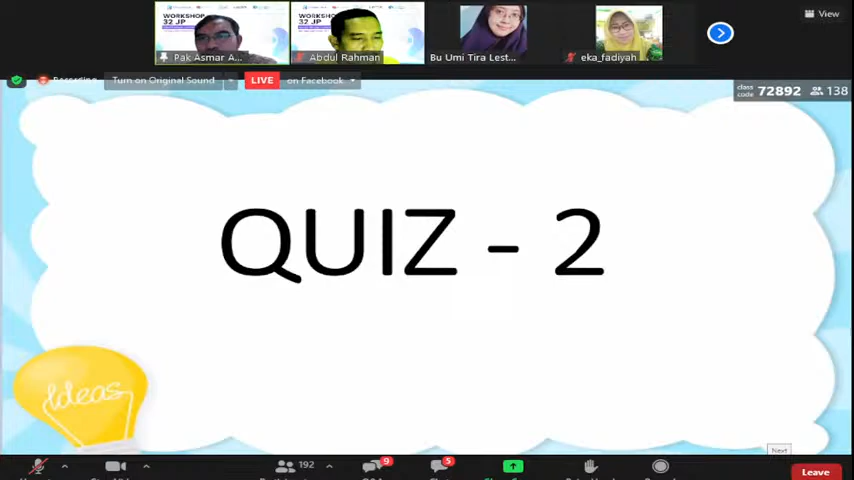 WORKSHOP
32 JP
WORKSHOP
32 JP
Pak Asmar A...
Abdul Rahman
Bu Umi Tira Lest...
eka_fadiyah
View
Recording
Turn on Original Sound
LIVE
on Facebook
class code 72892
138
QUIZ - 2
Ideas
Next
192
9
5
Leave